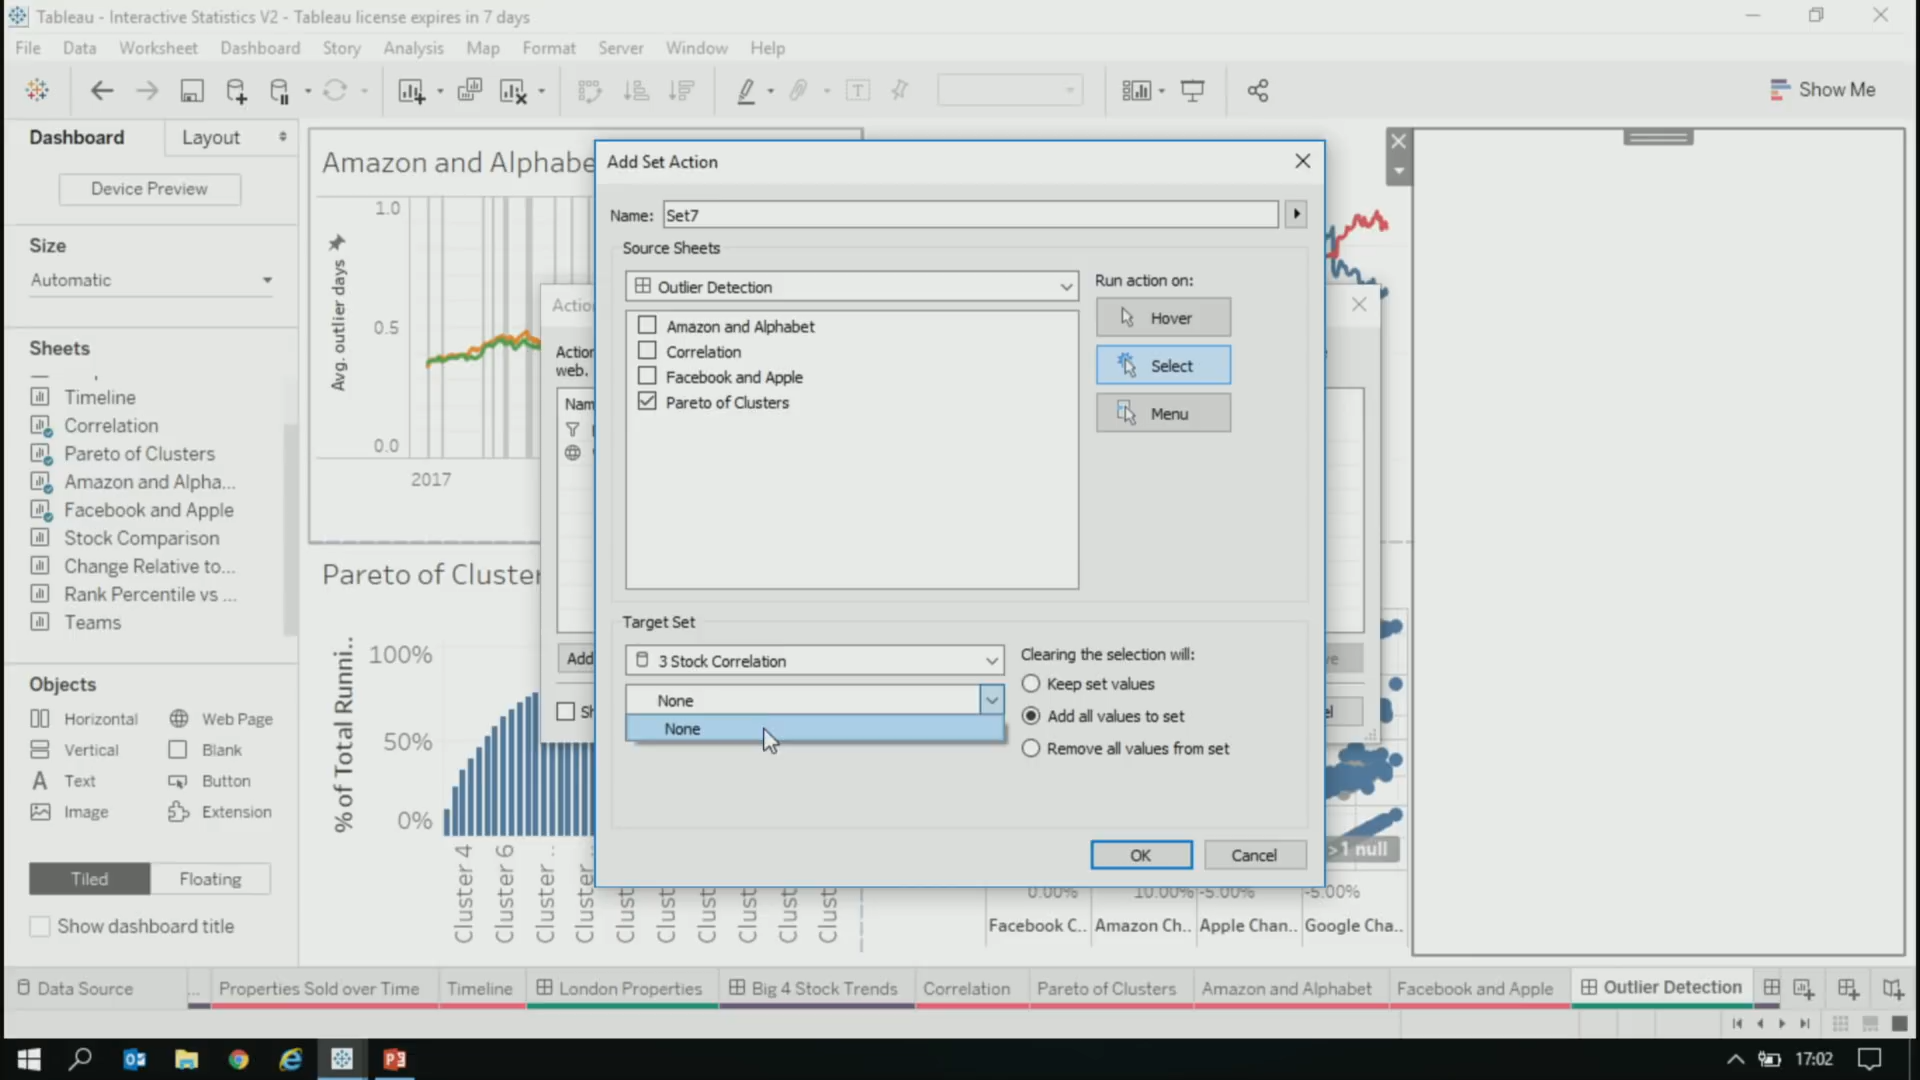 Tableau - Interactive Statistics V2 - Tableau license expires in 7 days
File Data Worksheet Dashboard Story Analysis Map Format Server Window Help
Show Me
Dashboard Layout
Device Preview
Size
Automatic
Sheets
Timeline
Correlation
Pareto of Clusters
Amazon and Alpha...
Facebook and Apple
Stock Comparison
Change Relative to...
Rank Percentile vs ...
Teams
Objects
Horizontal Web Page
Vertical Blank
Text Button
Image Extension
Tiled Floating
Show dashboard title
Amazon and Alphabe
1.0
0.5
0.0
Avg. outlier days
2017
Pareto of Cluster
100%
50%
0%
% of Total Runni..
Cluster 4
Cluster 6
Cluster ..
Action
web.
Nam
Add
Add Set Action
Name: Set7
Source Sheets
Outlier Detection
Amazon and Alphabet
Correlation
Facebook and Apple
Pareto of Clusters
Run action on:
Hover
Select
Menu
Target Set
3 Stock Correlation
None
None
Clearing the selection will:
Keep set values
Add all values to set
Remove all values from set
OK Cancel
>1 null
0.00% 10.00% -5.00% -5.00%
Facebook C.. Amazon Ch.. Apple Chan.. Google Cha..
Data Source ... Properties Sold over Time Timeline London Properties Big 4 Stock Trends Correlation Pareto of Clusters Amazon and Alphabet Facebook and Apple Outlier Detection
17:02